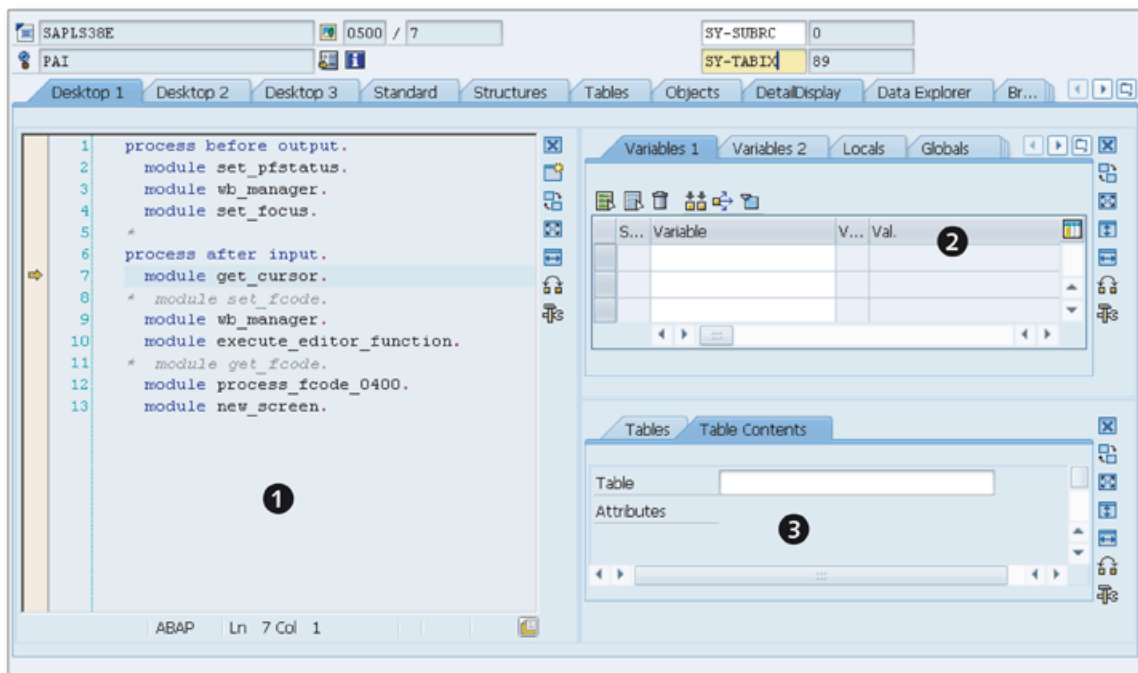 SAPLS38E 0500 / 7 SY-SUBRC 0
PAI SY-TABIX 89
Desktop 1 Desktop 2 Desktop 3 Standard Structures Tables Objects DetailDisplay Data Explorer Br...
1 process before output.
2 module set_pfstatus.
3 module wb_manager.
4 module set_focus.
5 *
6 process after input.
7 module get_cursor.
8 * module set_fcode.
9 module wb_manager.
10 module execute_editor_function.
11 * module get_fcode.
12 module process_fcode_0400.
13 module new_screen.
1
ABAP Ln 7 Col 1
Variables 1 Variables 2 Locals Globals
S... Variable V... Val.
2
Tables Table Contents
Table
Attributes
3